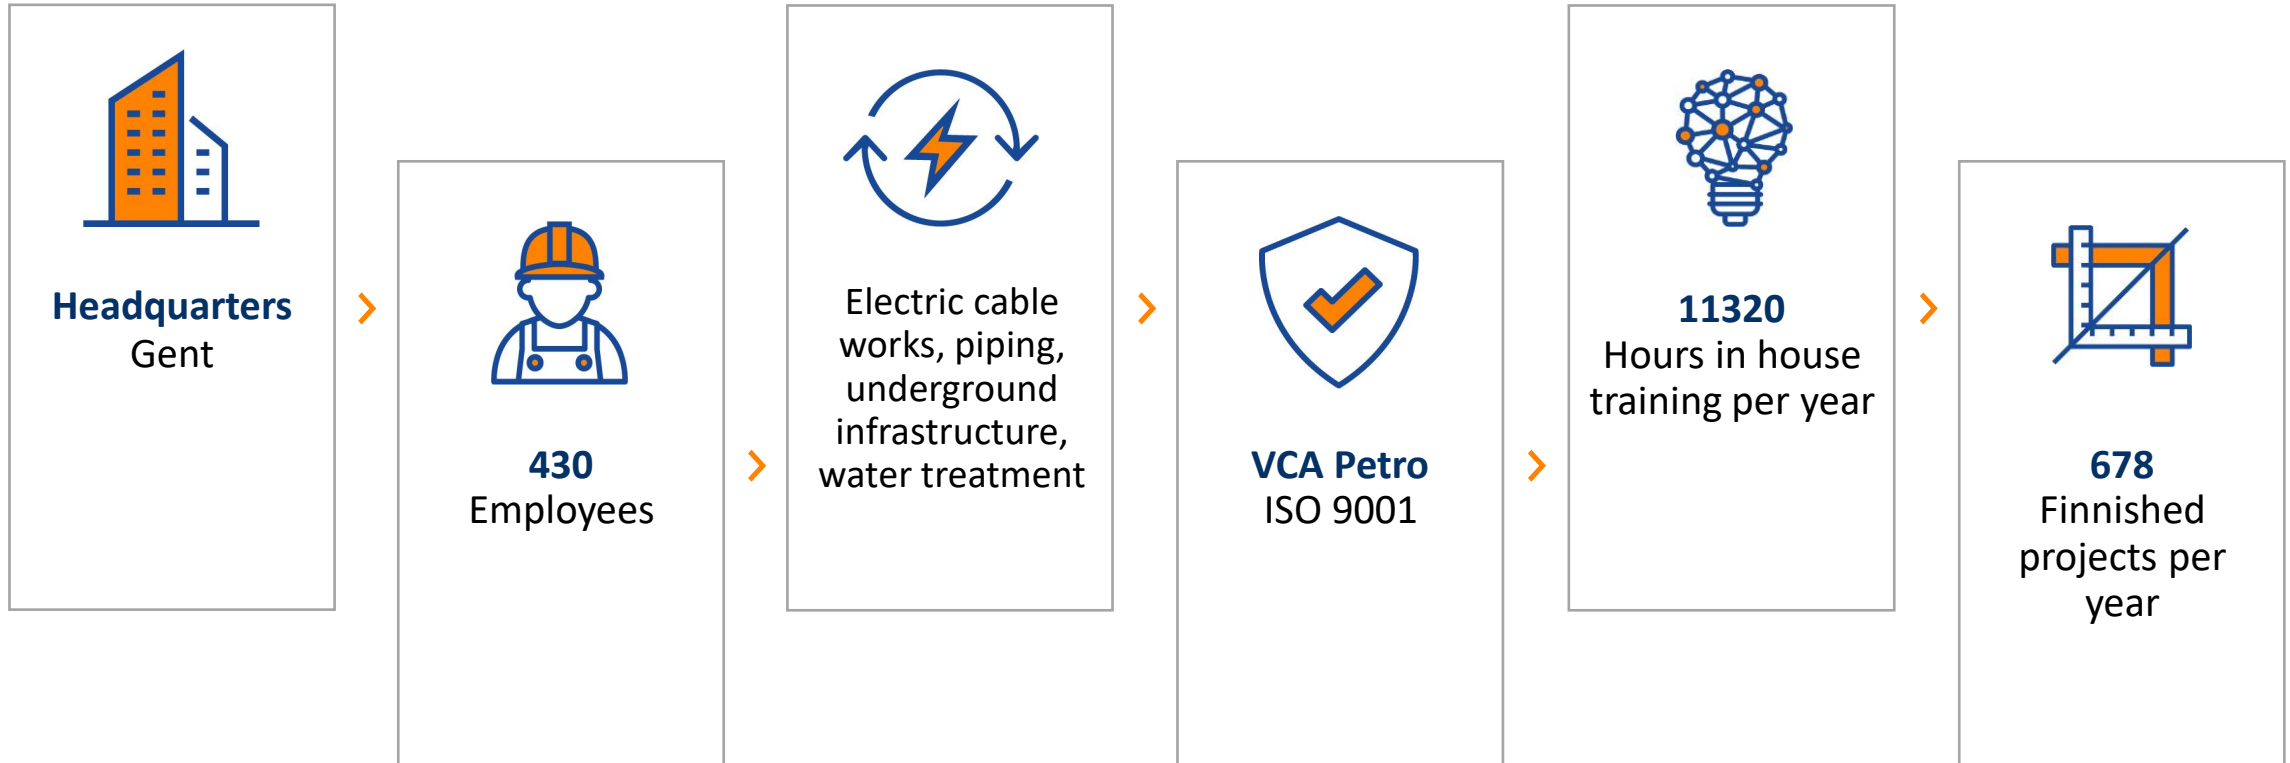 Headquarters
Gent
430
Employees
Electric cable
works, piping,
underground
infrastructure,
water treatment
VCA Petro
ISO 9001
11320
Hours in house
training per year
678
Finnished
projects per
year